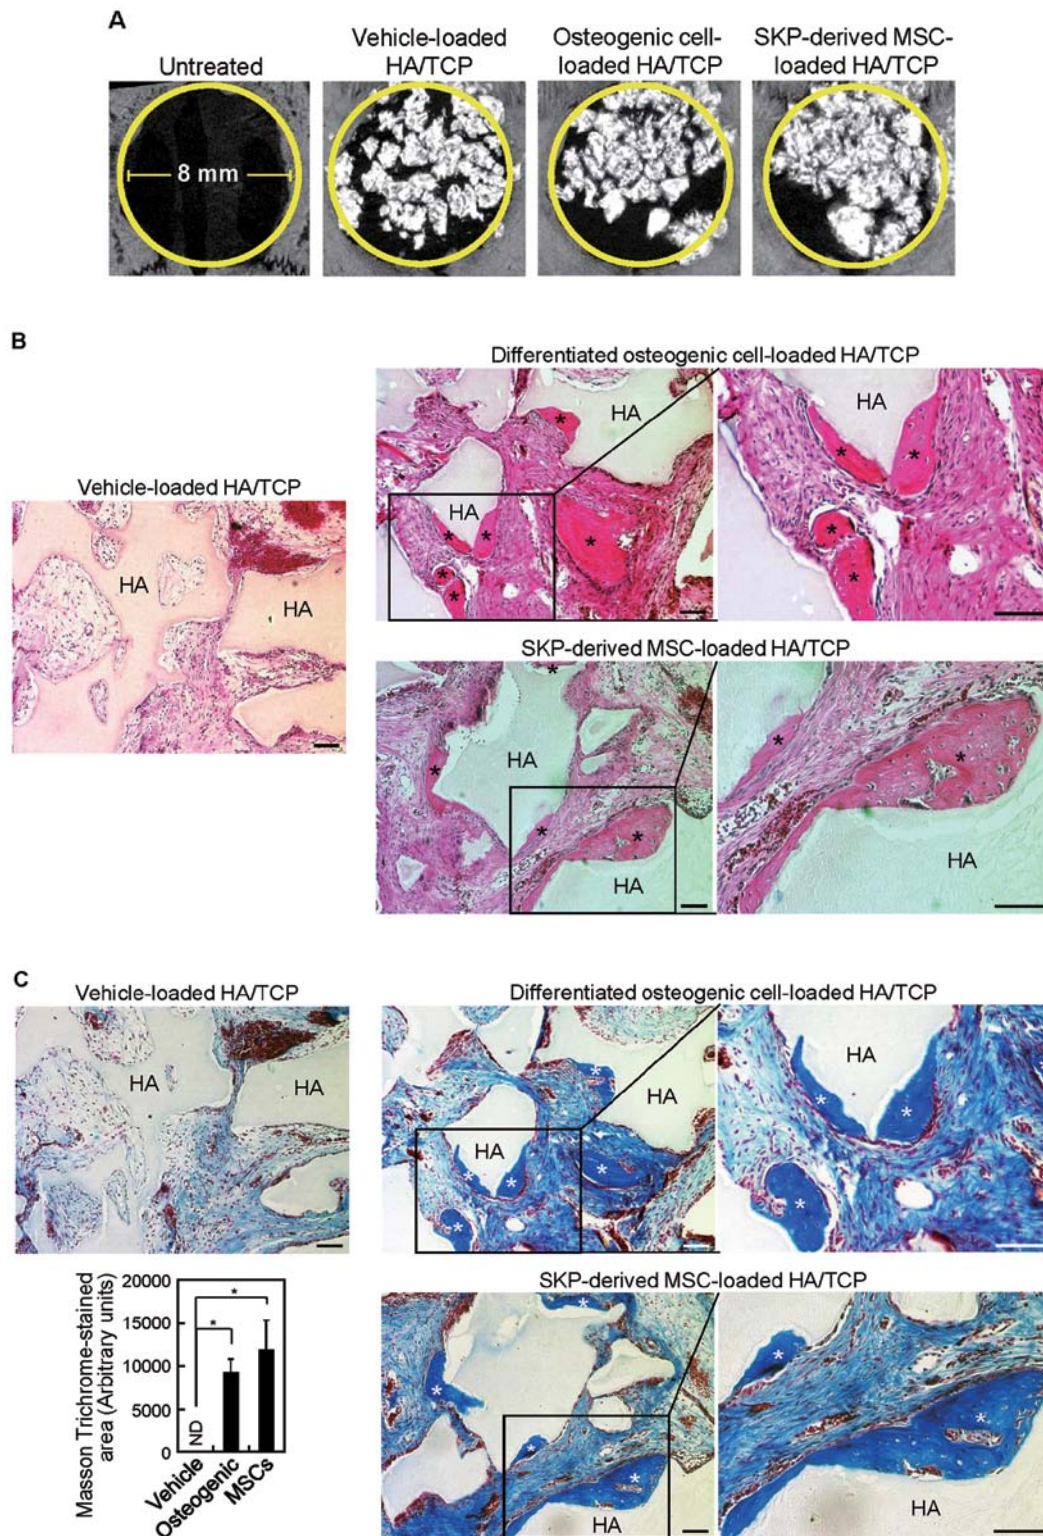 A
Untreated
Vehicle-loaded
HA/TCP
Osteogenic cell-
loaded HA/TCP
SKP-derived MSC-
loaded HA/TCP
8 mm
B
Vehicle-loaded HA/TCP
HA
HA
Differentiated osteogenic cell-loaded HA/TCP
HA
*
HA
* *
*
*
*
HA
* *
*
*
SKP-derived MSC-loaded HA/TCP
*
HA
*
*
*
HA
*
*
HA
C
Vehicle-loaded HA/TCP
HA
HA
Differentiated osteogenic cell-loaded HA/TCP
*
HA
HA
* *
*
*
HA
* *
*
SKP-derived MSC-loaded HA/TCP
*
*
*
*
HA
*
*
HA
Masson Trichrome-stained
area (Arbitrary units)
20000
15000
10000
5000
0
*
*
ND
Vehicle
Osteogenic
MSCs